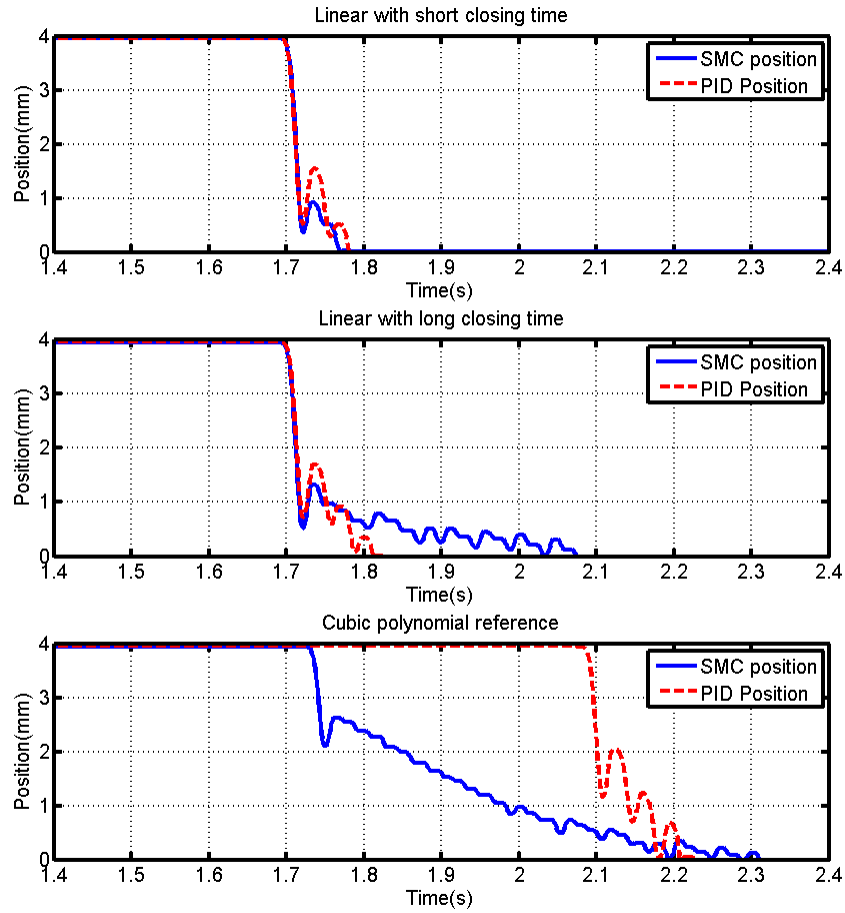 Linear with short closing time
Position(mm)
4
3
2
1
0
SMC position
PID Position
1.4 1.5 1.6 1.7 1.8 1.9 2 2.1 2.2 2.3 2.4
Time(s)
Linear with long closing time
Position(mm)
4
3
2
1
0
SMC position
PID Position
1.4 1.5 1.6 1.7 1.8 1.9 2 2.1 2.2 2.3 2.4
Time(s)
Cubic polynomial reference
Position(mm)
4
3
2
1
0
SMC position
PID Position
1.4 1.5 1.6 1.7 1.8 1.9 2 2.1 2.2 2.3 2.4
Time(s)